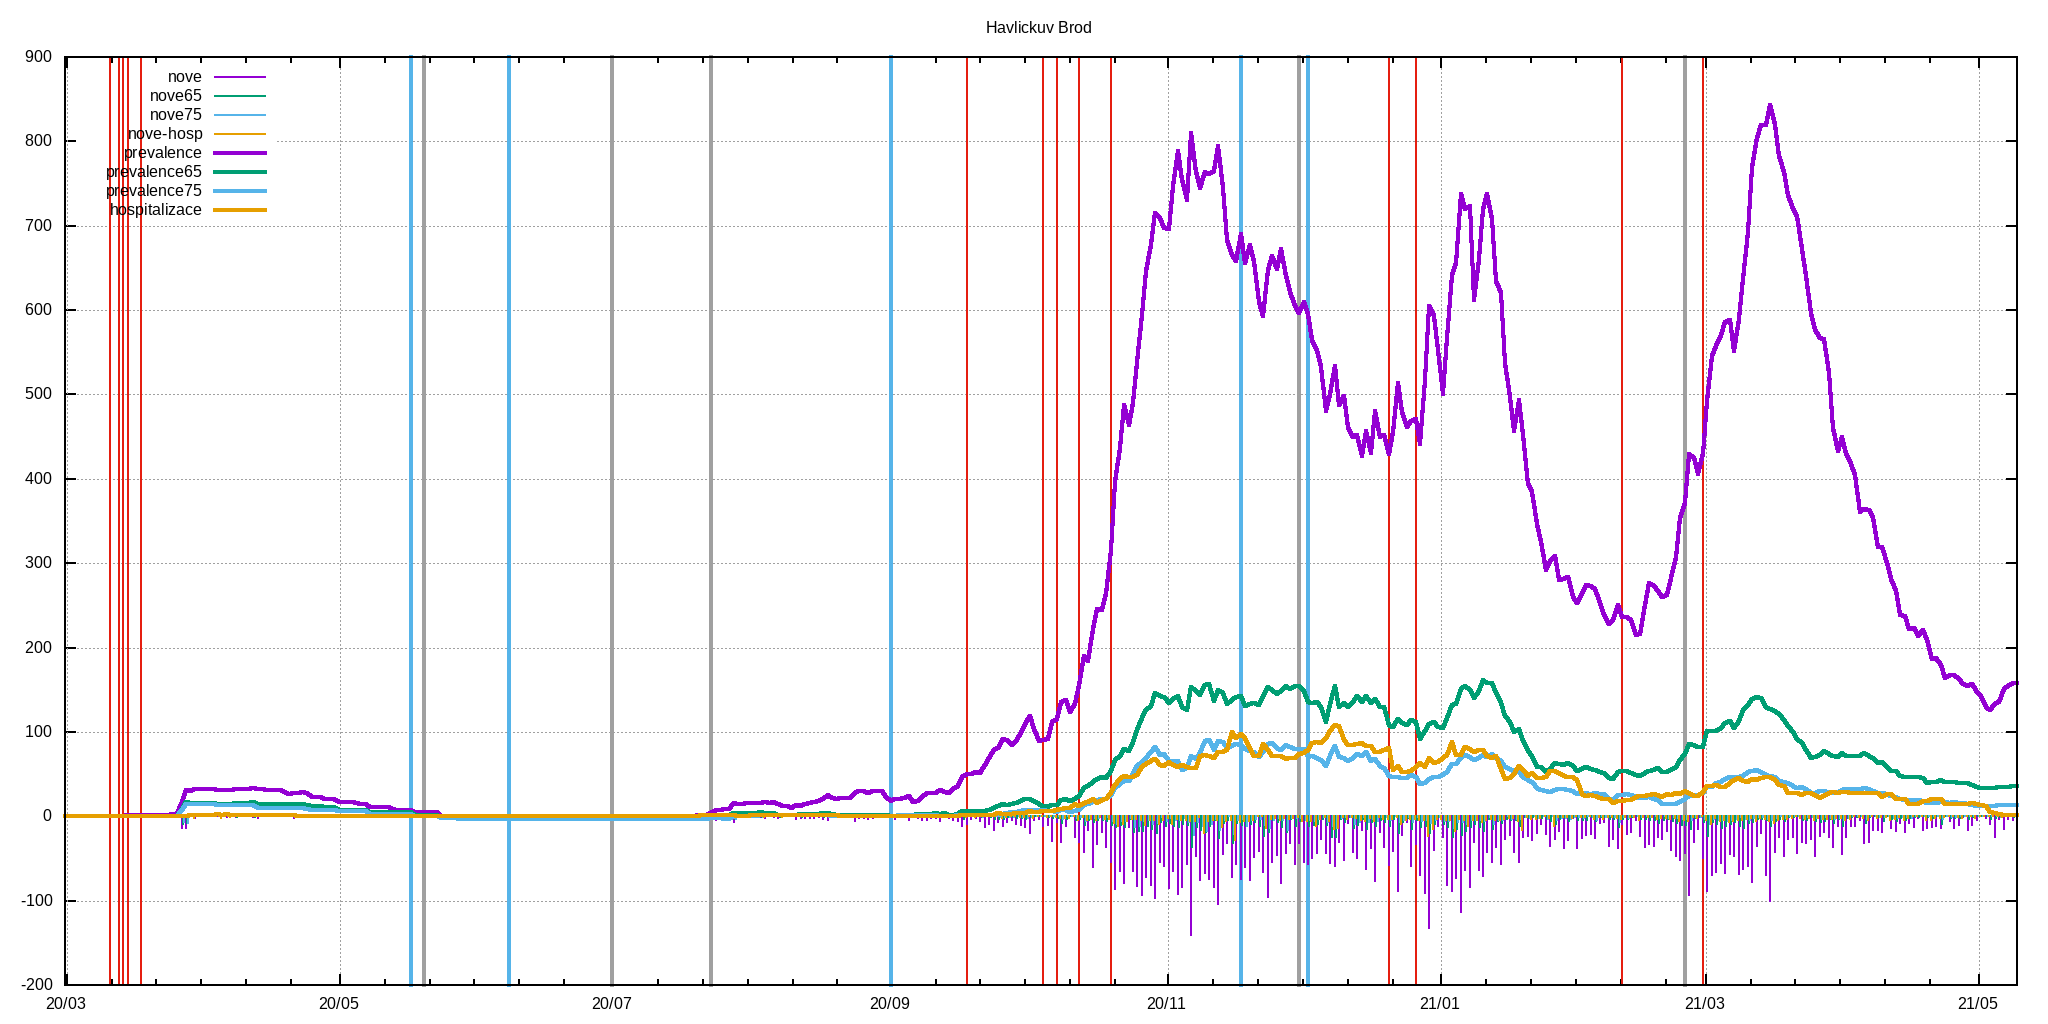 Havlickuv Brod
900
800
700
600
500
400
300
200
100
0
-100
-200
nove
nove65
nove75
nove-hosp
prevalence
prevalence65
prevalence75
hospitalizace
20/03 20/05 20/07 20/09 20/11 21/01 21/03 21/05